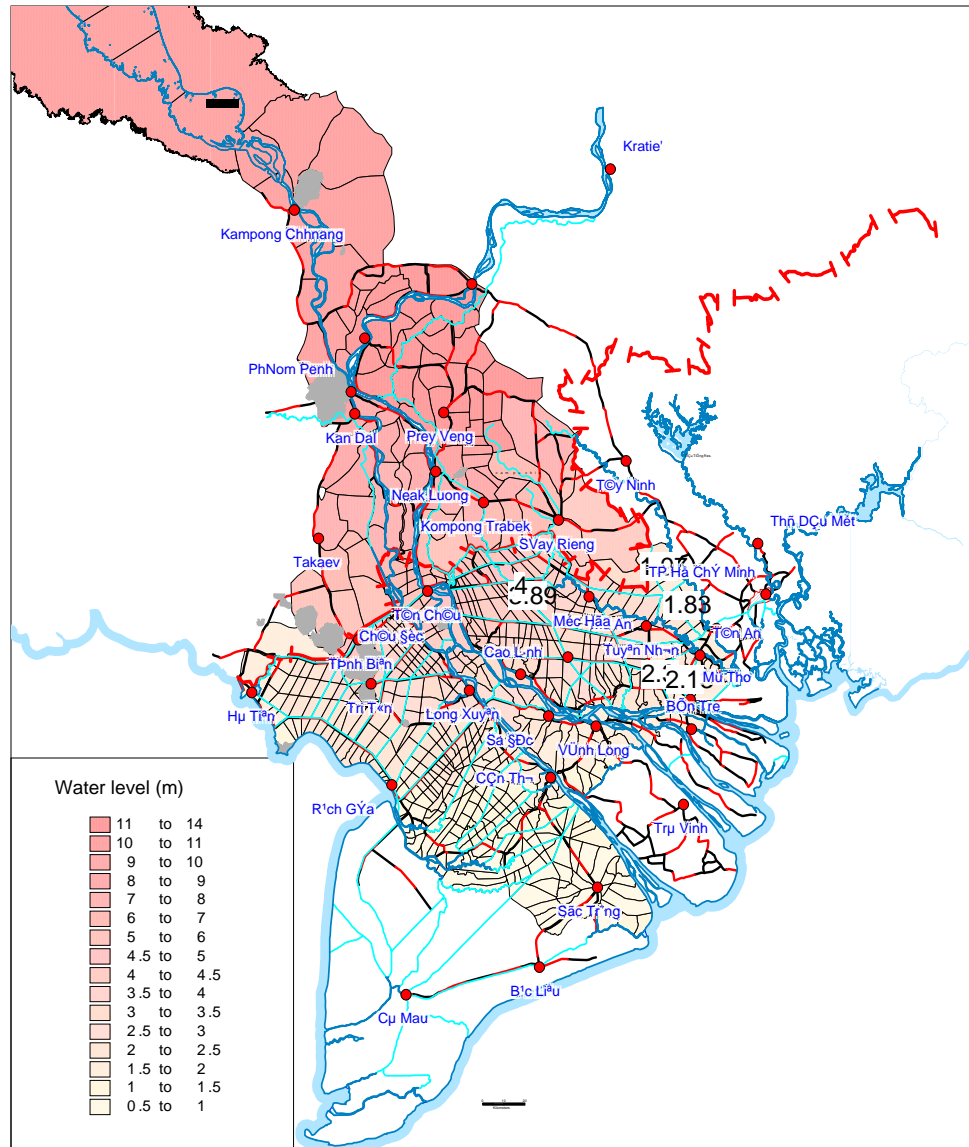 Kratie'
Kampong Chhnang
PhNom Penh
Kan Dal
Prey Veng
T©y Ninh
Neak Luong
Kompong Trabek
Thñ DÇu Mét
SVay Rieng
Takaev
TP Hå ChÝ Minh
1.83
T©n Ch©u
Méc Hãa
T©n An
Ch©u §èc
Tuyªn Nh¬n
Cao L·nh
TÞnh Biªn
Mü Tho
2.1
Tri T«n
BÕn Tre
Hµ Tiªn
Long Xuyªn
Sa §Đc
VÜnh Long
CÇn Th¬
R¹ch GÝa
Trµ Vinh
Sãc Tr¨ng
B¹c Liªu
Cµ Mau
Water level (m)
11 to 14
10 to 11
9 to 10
8 to 9
7 to 8
6 to 7
5 to 6
4.5 to 5
4 to 4.5
3.5 to 4
3 to 3.5
2.5 to 3
2 to 2.5
1.5 to 2
1 to 1.5
0.5 to 1
Kilometers